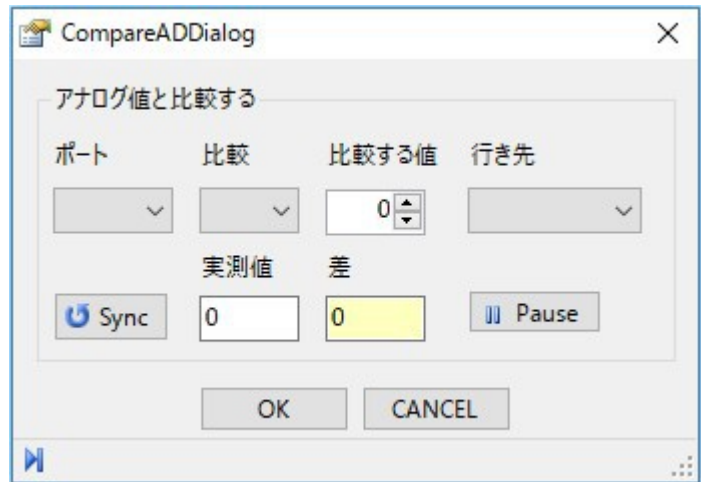 CompareADDialog
アナログ値と比較する
ポート 比較 比較する値 行き先
0
実測値 差
Sync 0 0 Pause
OK CANCEL